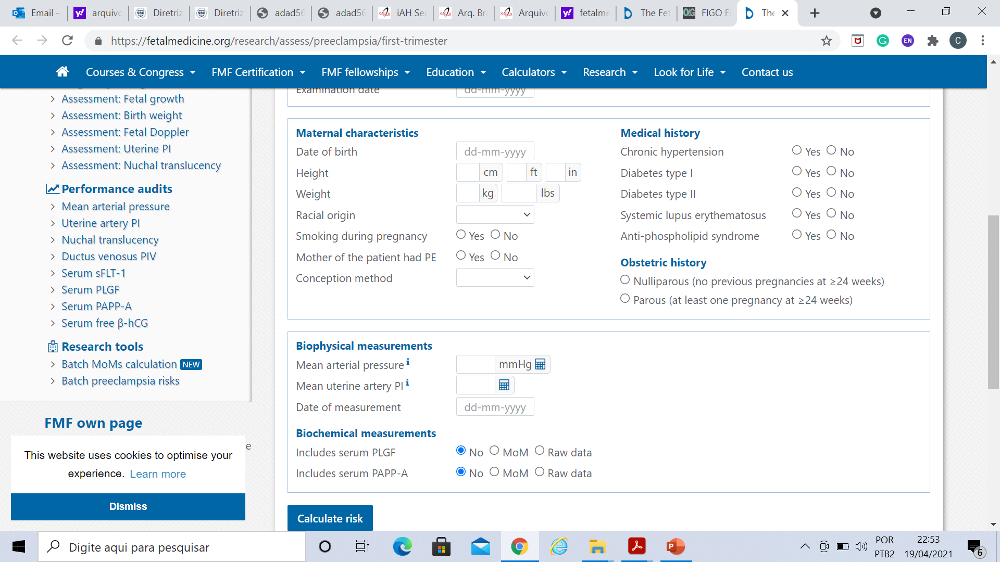 Email - arquivo Diretriz Diretriz adad56 adad56 iAH Sea Arq. Bra Arquivo fetalme The Fet FIGO Fi The
https://fetalmedicine.org/research/assess/preeclampsia/first-trimester
EN
C
Courses & Congress FMF Certification FMF fellowships Education Calculators Research Look for Life Contact us
Assessment: Fetal growth
Assessment: Birth weight
Assessment: Fetal Doppler
Assessment: Uterine PI
Assessment: Nuchal translucency
Performance audits
Mean arterial pressure
Uterine artery PI
Nuchal translucency
Ductus venosus PIV
Serum sFLT-1
Serum PLGF
Serum PAPP-A
Serum free β-hCG
Research tools
Batch MoMs calculation NEW
Batch preeclampsia risks
FMF own page
e
This website uses cookies to optimise your
experience. Learn more
Dismiss
Examination date dd-mm-yyyy
Maternal characteristics
Date of birth dd-mm-yyyy
Height cm ft in
Weight kg lbs
Racial origin
Smoking during pregnancy Yes No
Mother of the patient had PE Yes No
Conception method
Medical history
Chronic hypertension Yes No
Diabetes type I Yes No
Diabetes type II Yes No
Systemic lupus erythematosus Yes No
Anti-phospholipid syndrome Yes No
Obstetric history
Nulliparous (no previous pregnancies at ≥24 weeks)
Parous (at least one pregnancy at ≥24 weeks)
Biophysical measurements
Mean arterial pressure i mmHg
Mean uterine artery PI i
Date of measurement dd-mm-yyyy
Biochemical measurements
Includes serum PLGF No MoM Raw data
Includes serum PAPP-A No MoM Raw data
Calculate risk
Digite aqui para pesquisar
POR
PTB2
22:53
19/04/2021
6